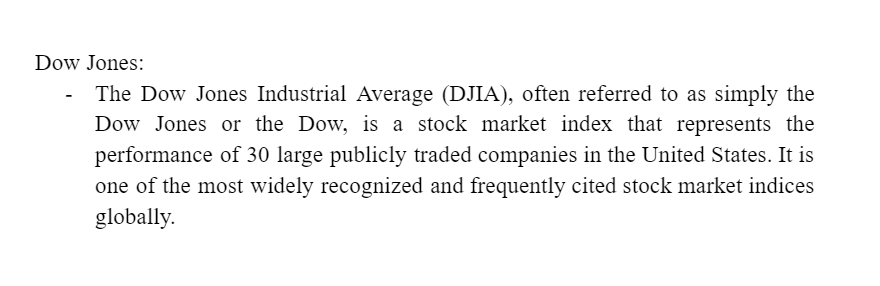 Dow Jones:
- The Dow Jones Industrial Average (DJIA), often referred to as simply the
Dow Jones or the Dow, is a stock market index that represents the
performance of 30 large publicly traded companies in the United States. It is
one of the most widely recognized and frequently cited stock market indices
globally.